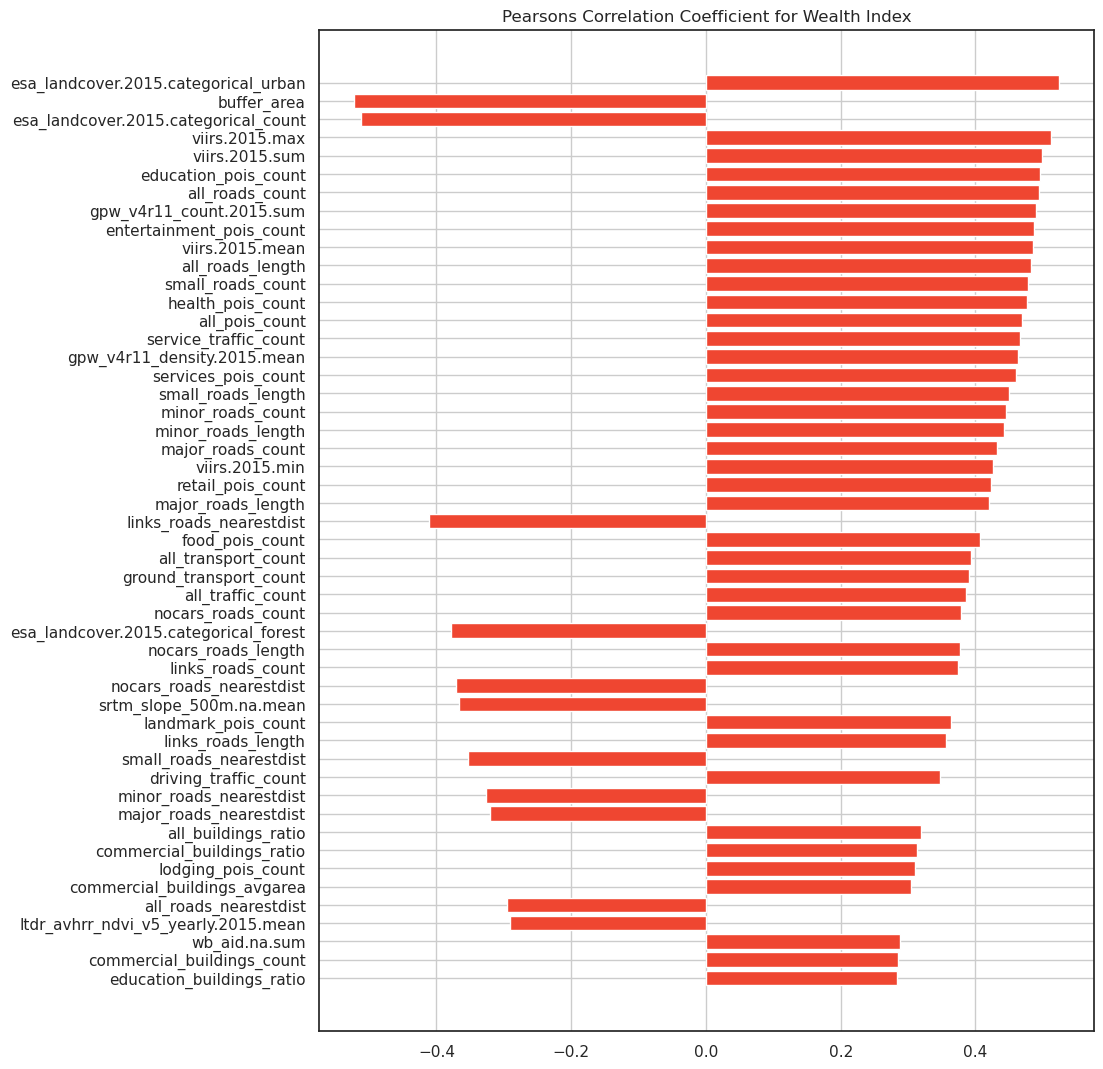 Pearsons Correlation Coefficient for Wealth Index
esa_landcover.2015.categorical_urban
buffer_area
esa_landcover.2015.categorical_count
viirs.2015.max
viirs.2015.sum
education_pois_count
all_roads_count
gpw_v4r11_count.2015.sum
entertainment_pois_count
viirs.2015.mean
all_roads_length
small_roads_count
health_pois_count
all_pois_count
service_traffic_count
gpw_v4r11_density.2015.mean
services_pois_count
small_roads_length
minor_roads_count
minor_roads_length
major_roads_count
viirs.2015.min
retail_pois_count
major_roads_length
links_roads_nearestdist
food_pois_count
all_transport_count
ground_transport_count
all_traffic_count
nocars_roads_count
esa_landcover.2015.categorical_forest
nocars_roads_length
links_roads_count
nocars_roads_nearestdist
srtm_slope_500m.na.mean
landmark_pois_count
links_roads_length
small_roads_nearestdist
driving_traffic_count
minor_roads_nearestdist
major_roads_nearestdist
all_buildings_ratio
commercial_buildings_ratio
lodging_pois_count
commercial_buildings_avgarea
all_roads_nearestdist
ltdr_avhrr_ndvi_v5_yearly.2015.mean
wb_aid.na.sum
commercial_buildings_count
education_buildings_ratio
−0.4 −0.2 0.0 0.2 0.4